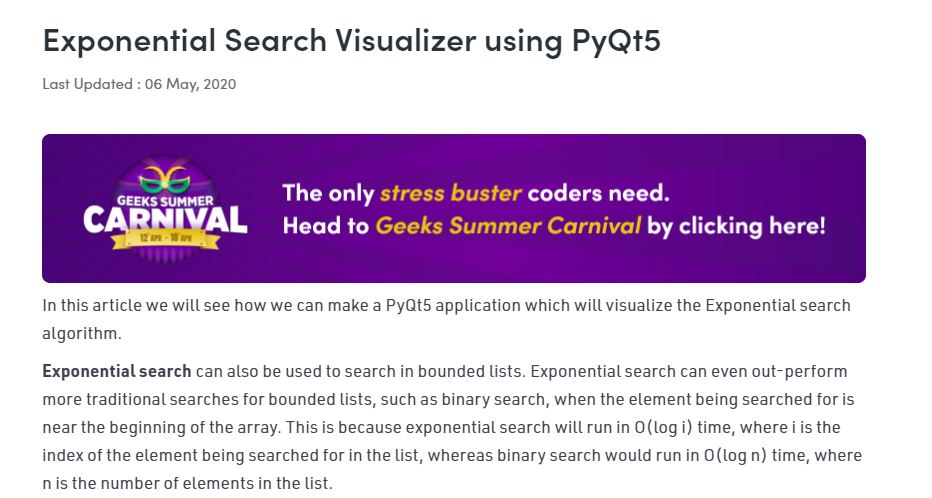 Exponential Search Visualizer using PyQt5
Last Updated : 06 May, 2020
GEEKS SUMMER
CARNIVAL
12 APR - 18 APR
The only stress buster coders need.
Head to Geeks Summer Carnival by clicking here!
In this article we will see how we can make a PyQt5 application which will visualize the Exponential search
algorithm.
Exponential search can also be used to search in bounded lists. Exponential search can even out-perform
more traditional searches for bounded lists, such as binary search, when the element being searched for is
near the beginning of the array. This is because exponential search will run in O(log i) time, where i is the
index of the element being searched for in the list, whereas binary search would run in O(log n) time, where
n is the number of elements in the list.